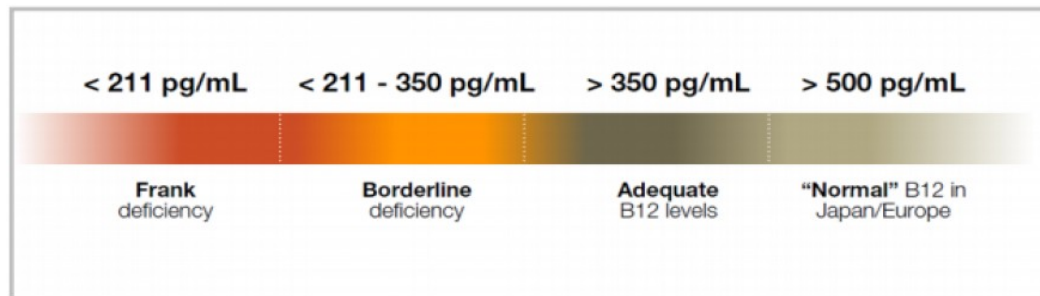 < 211 pg/mL
< 211 - 350 pg/mL
> 350 pg/mL
> 500 pg/mL
Frank
deficiency
Borderline
deficiency
Adequate
B12 levels
“Normal” B12 in
Japan/Europe